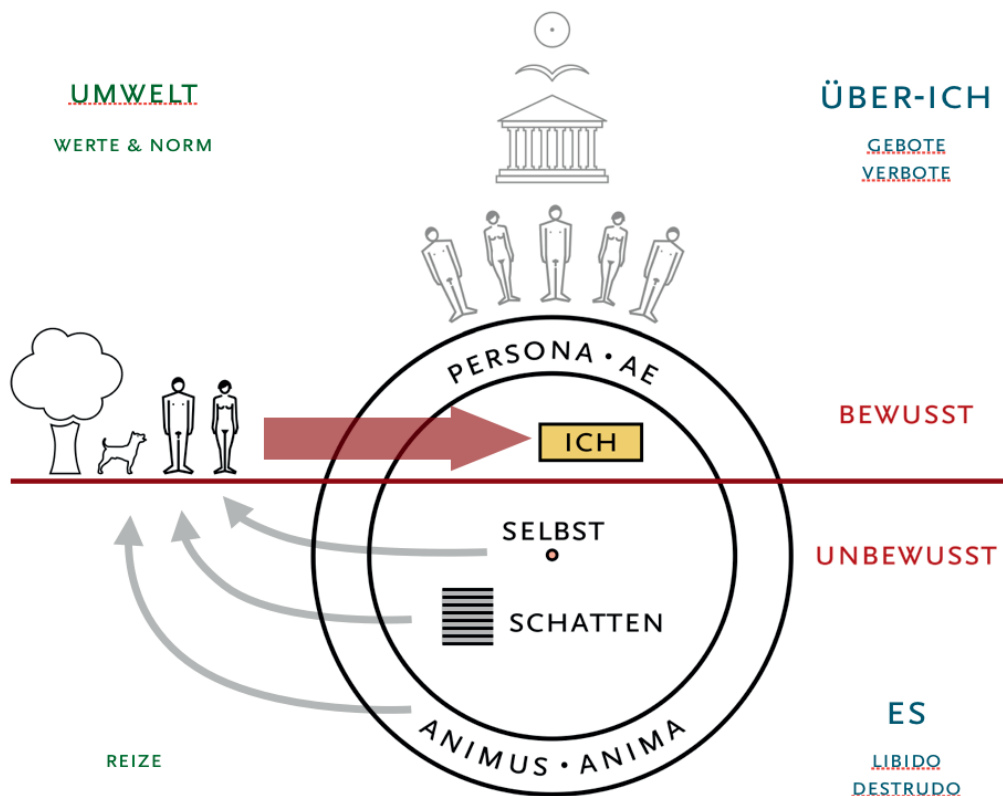 UMWELT
WERTE & NORM
ÜBER-ICH
GEBOTE
VERBOTE
PERSONA • AE
ICH
BEWUSST
SELBST
UNBEWUSST
SCHATTEN
ANIMUS • ANIMA
REIZE
ES
LIBIDO
DESTRUDO